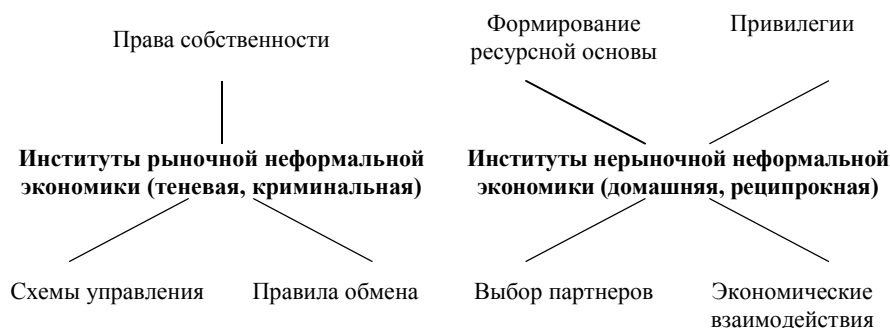 Права собственности
Формирование
ресурсной основы
Привилегии
Институты рыночной неформальной
экономики (теневая, криминальная)
Институты нерыночной неформальной
экономики (домашняя, реципрокная)
Схемы управления
Правила обмена
Выбор партнеров
Экономические
взаимодействия